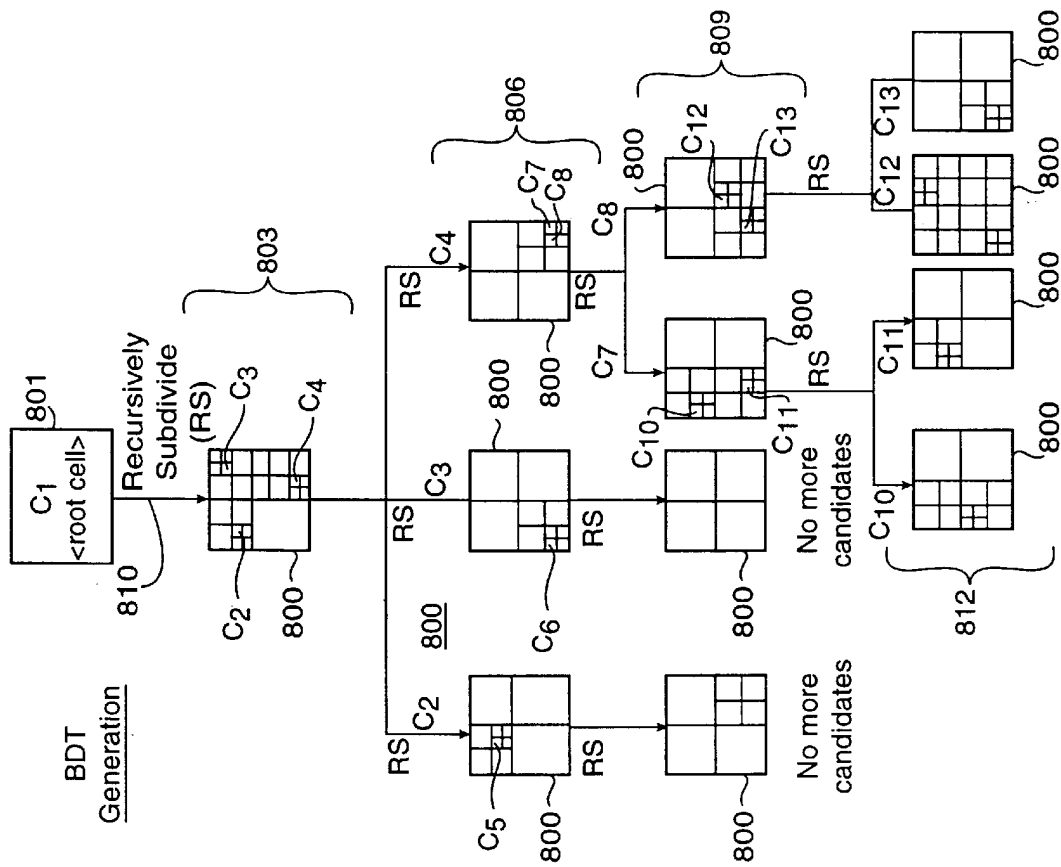 BDT
Generation
C1
<root cell>
801
810
Recursively
Subdivide
(RS)
803
C2
C3
C4
800
RS
C2
RS
C3
RS
C4
806
800
C5
800
RS
C6
800
RS
C7
C8
800
RS
C7
C8
809
800
No more
candidates
800
No more
candidates
C10
C11
800
RS
800
C12
C13
RS
C10
C11
C12
C13
812
800
800
800
800